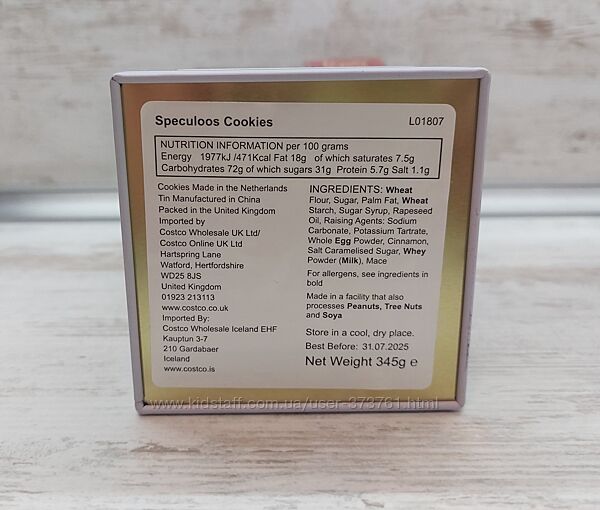 Speculoos Cookies
L01807
NUTRITION INFORMATION per 100 grams
Energy 1977kJ /471Kcal Fat 18g of which saturates 7.5g
Carbohydrates 72g of which sugars 31g Protein 5.7g Salt 1.1g
Cookies Made in the Netherlands
Tin Manufactured in China
Packed in the United Kingdom
Imported by
Costco Wholesale UK Ltd/
Costco Online UK Ltd
Hartspring Lane
Watford, Hertfordshire
WD25 8JS
United Kingdom
01923 213113
www.costco.co.uk
Imported By:
Costco Wholesale Iceland EHF
Kauptun 3-7
210 Gardabaer
Iceland
www.costco.is
INGREDIENTS: Wheat
Flour, Sugar, Palm Fat, Wheat
Starch, Sugar Syrup, Rapeseed
Oil, Raising Agents: Sodium
Carbonate, Potassium Tartrate,
Whole Egg Powder, Cinnamon,
Salt Caramelised Sugar, Whey
Powder (Milk), Mace
For allergens, see ingredients in
bold
Made in a facility that also
processes Peanuts, Tree Nuts
and Soya
Store in a cool, dry place.
Best Before: 31.07.2025
Net Weight 345g e
www.kidstaff.com.ua/user-373761.html